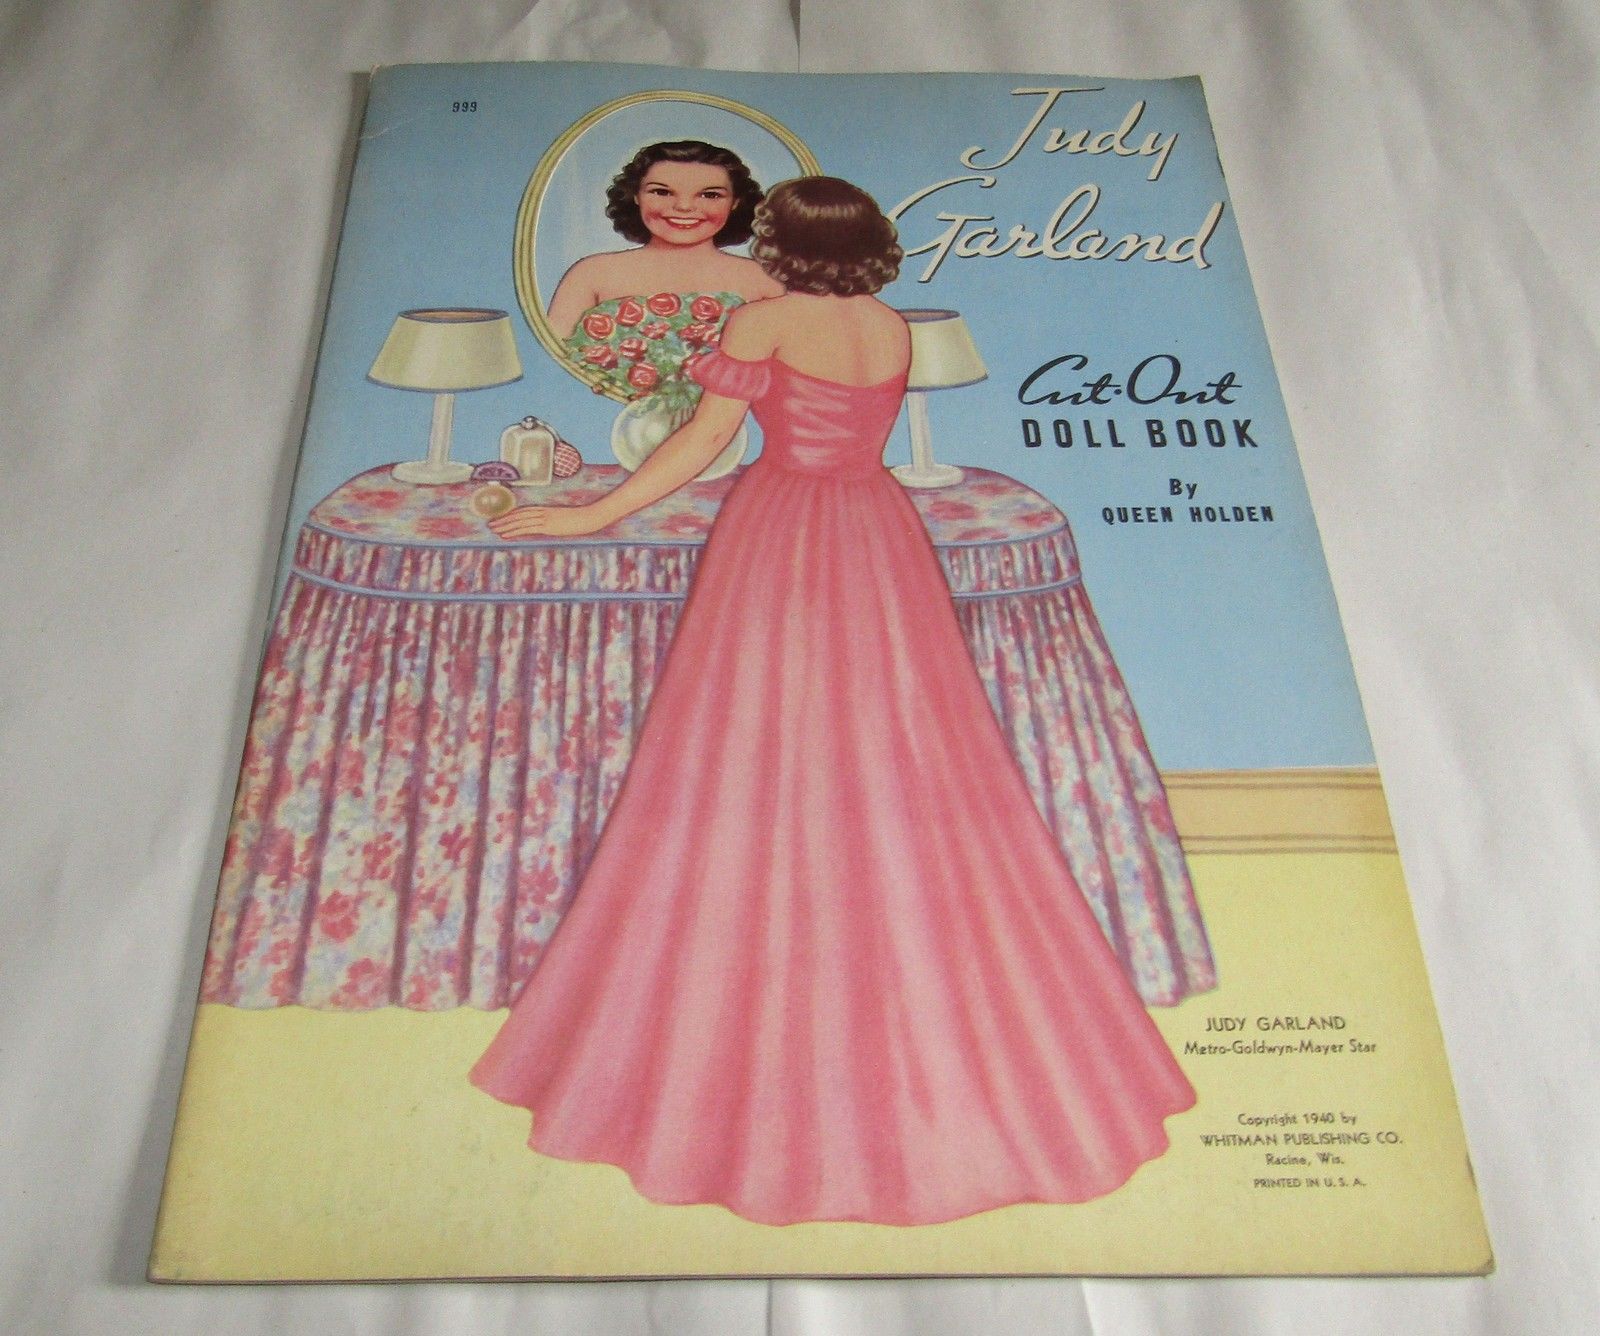 999
Judy
Garland
Cut-Out
DOLL BOOK
By
QUEEN HOLDEN
JUDY GARLAND
Metro-Goldwyn-Mayer Star
Copyright 1940 by
WHITMAN PUBLISHING CO.
Racine, Wis.
PRINTED IN U. S. A.